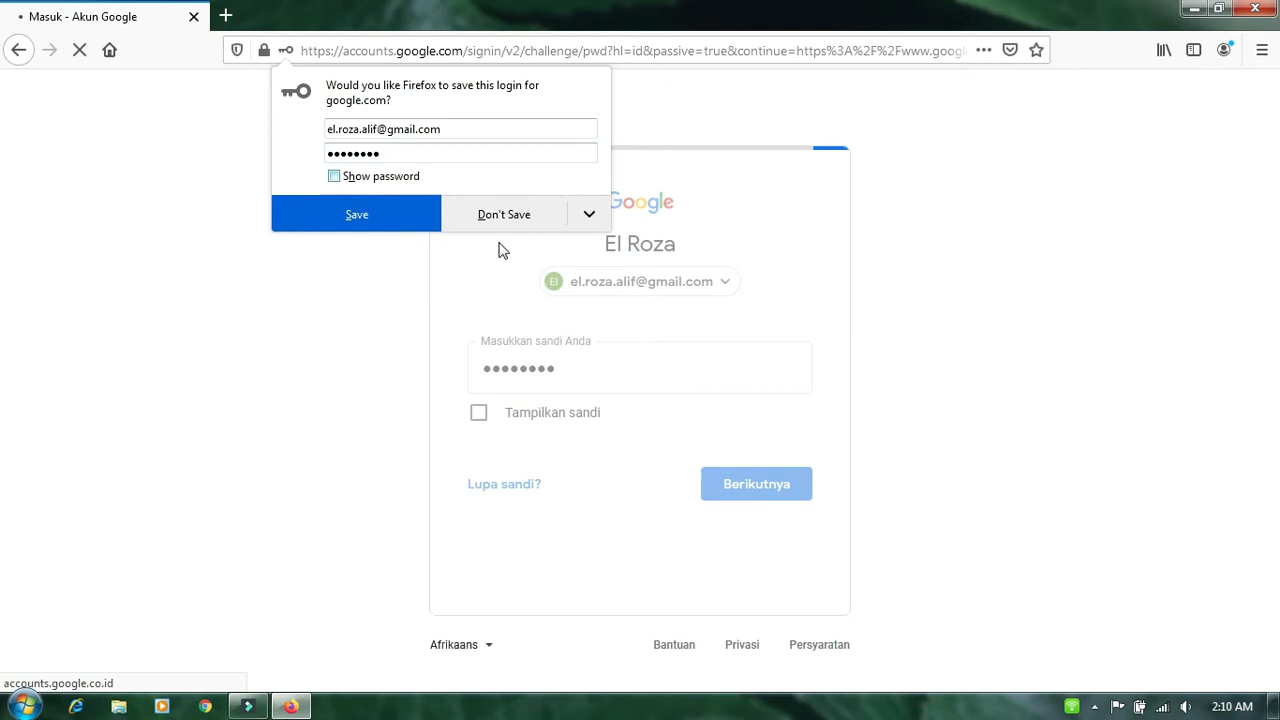 Masuk - Akun Google
https://accounts.google.com/signin/v2/challenge/pwd?hl=id&passive=true&continue=https%3A%2F%2Fwww.goog
Would you like Firefox to save this login for
google.com?
el.roza.alif@gmail.com
••••••••
Show password
Save
Don't Save
Google
El Roza
El
el.roza.alif@gmail.com
Masukkan sandi Anda
••••••••
Tampilkan sandi
Lupa sandi?
Berikutnya
Afrikaans
Bantuan
Privasi
Persyaratan
accounts.google.co.id
2:10 AM